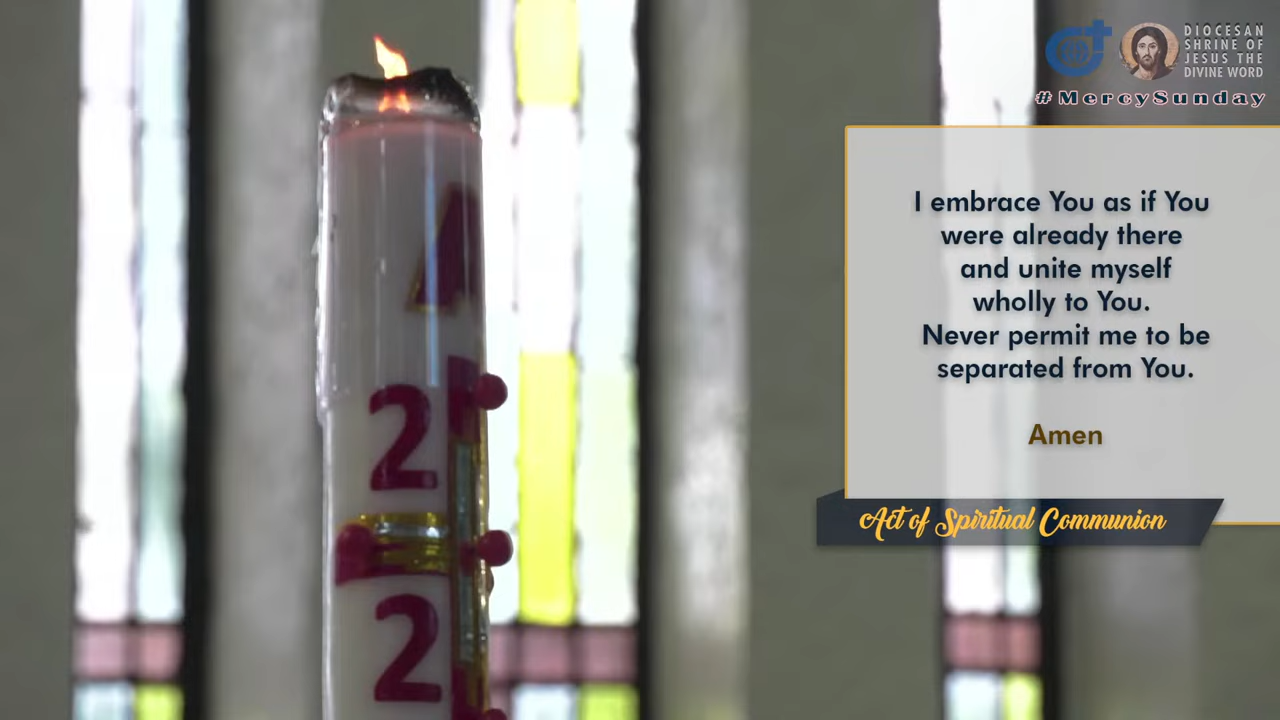 DIOCESAN
SHRINE OF
JESUS THE
DIVINE WORD
#MercySunday
I embrace You as if You
were already there
and unite myself
wholly to You.
Never permit me to be
separated from You.
Amen
Act of Spiritual Communion
A
2
2